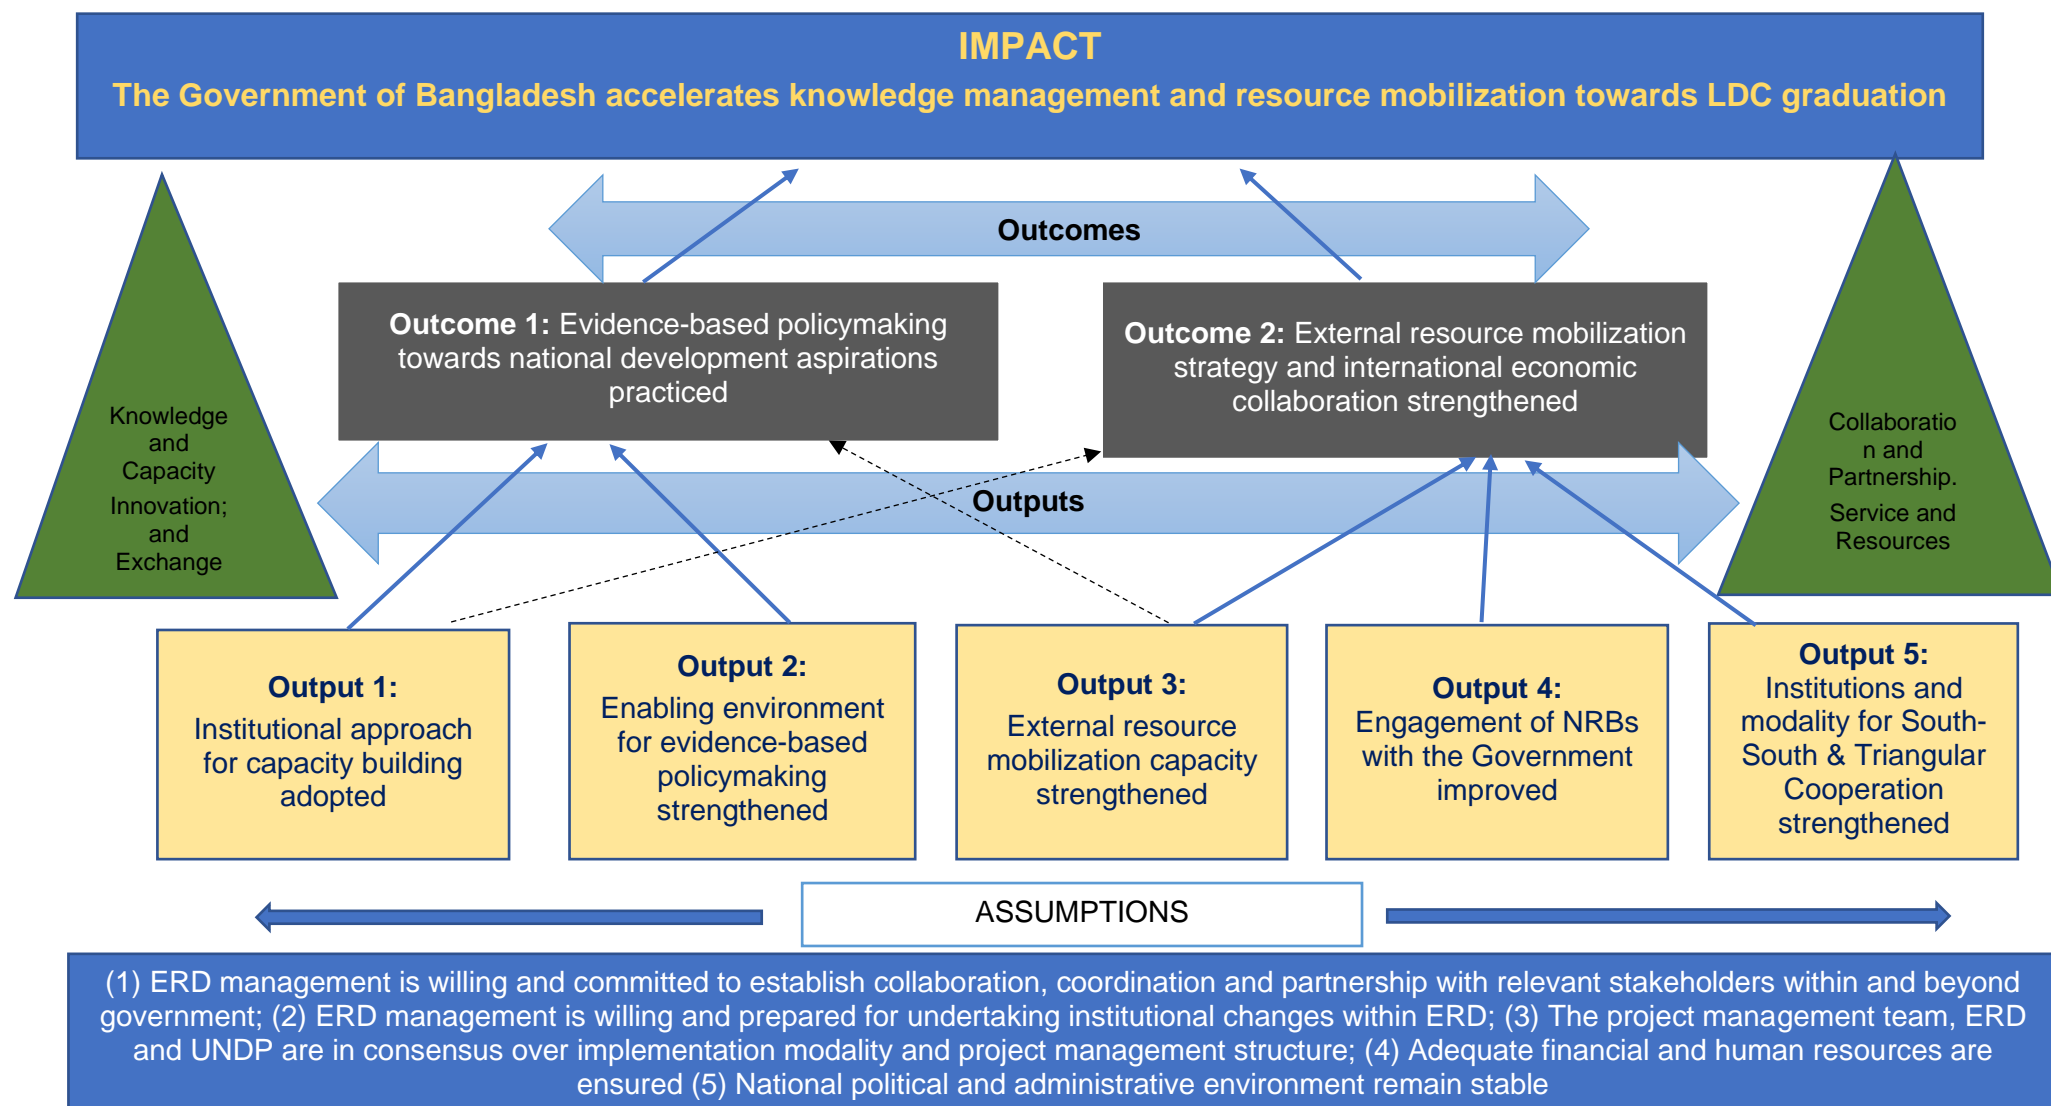 IMPACT
The Government of Bangladesh accelerates knowledge management and resource mobilization towards LDC graduation
Outcomes
Outcome 1: Evidence-based policymaking
towards national development aspirations
practiced
Outcome 2: External resource mobilization
strategy and international economic
collaboration strengthened
Knowledge
and
Capacity
Innovation;
and
Exchange
Collaboratio
n and
Partnership.
Service and
Resources
Outputs
Output 1:
Institutional approach
for capacity building
adopted
Output 2:
Enabling environment
for evidence-based
policymaking
strengthened
Output 3:
External resource
mobilization capacity
strengthened
Output 4:
Engagement of NRBs
with the Government
improved
Output 5:
Institutions and
modality for South-
South & Triangular
Cooperation
strengthened
ASSUMPTIONS
(1) ERD management is willing and committed to establish collaboration, coordination and partnership with relevant stakeholders within and beyond
government; (2) ERD management is willing and prepared for undertaking institutional changes within ERD; (3) The project management team, ERD
and UNDP are in consensus over implementation modality and project management structure; (4) Adequate financial and human resources are
ensured (5) National political and administrative environment remain stable